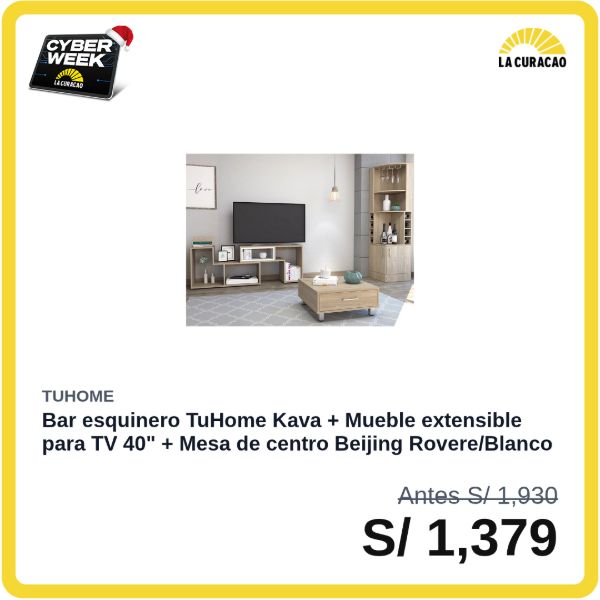 CYBER
WEEK
LA CURACAO
LA CURACAO
TUHOME
Bar esquinero TuHome Kava + Mueble extensible
para TV 40" + Mesa de centro Beijing Rovere/Blanco
Antes S/ 1,930
S/ 1,379